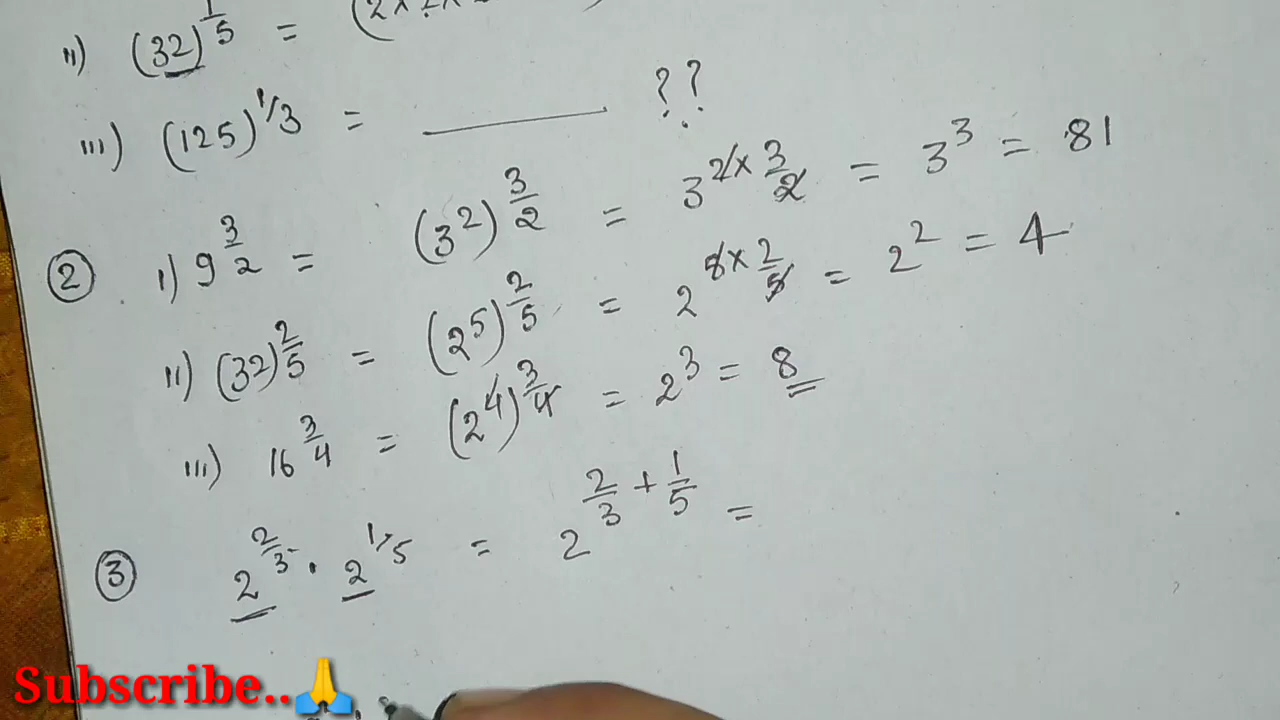 ii) (32)^1/5 = (2×2×
iii) (125)^1/3 = ______ ??
② i) 9^3/2 = (3^2)^3/2 = 3^2×3/2 = 3^3 = 81
ii) (32)^2/5 = (2^5)^2/5 = 2^5×2/5 = 2^2 = 4
iii) 16^3/4 = (2^4)^3/4 = 2^3 = 8
③ 2^2/3 . 2^1/5 = 2^2/3+1/5 =
Subscribe..🙏